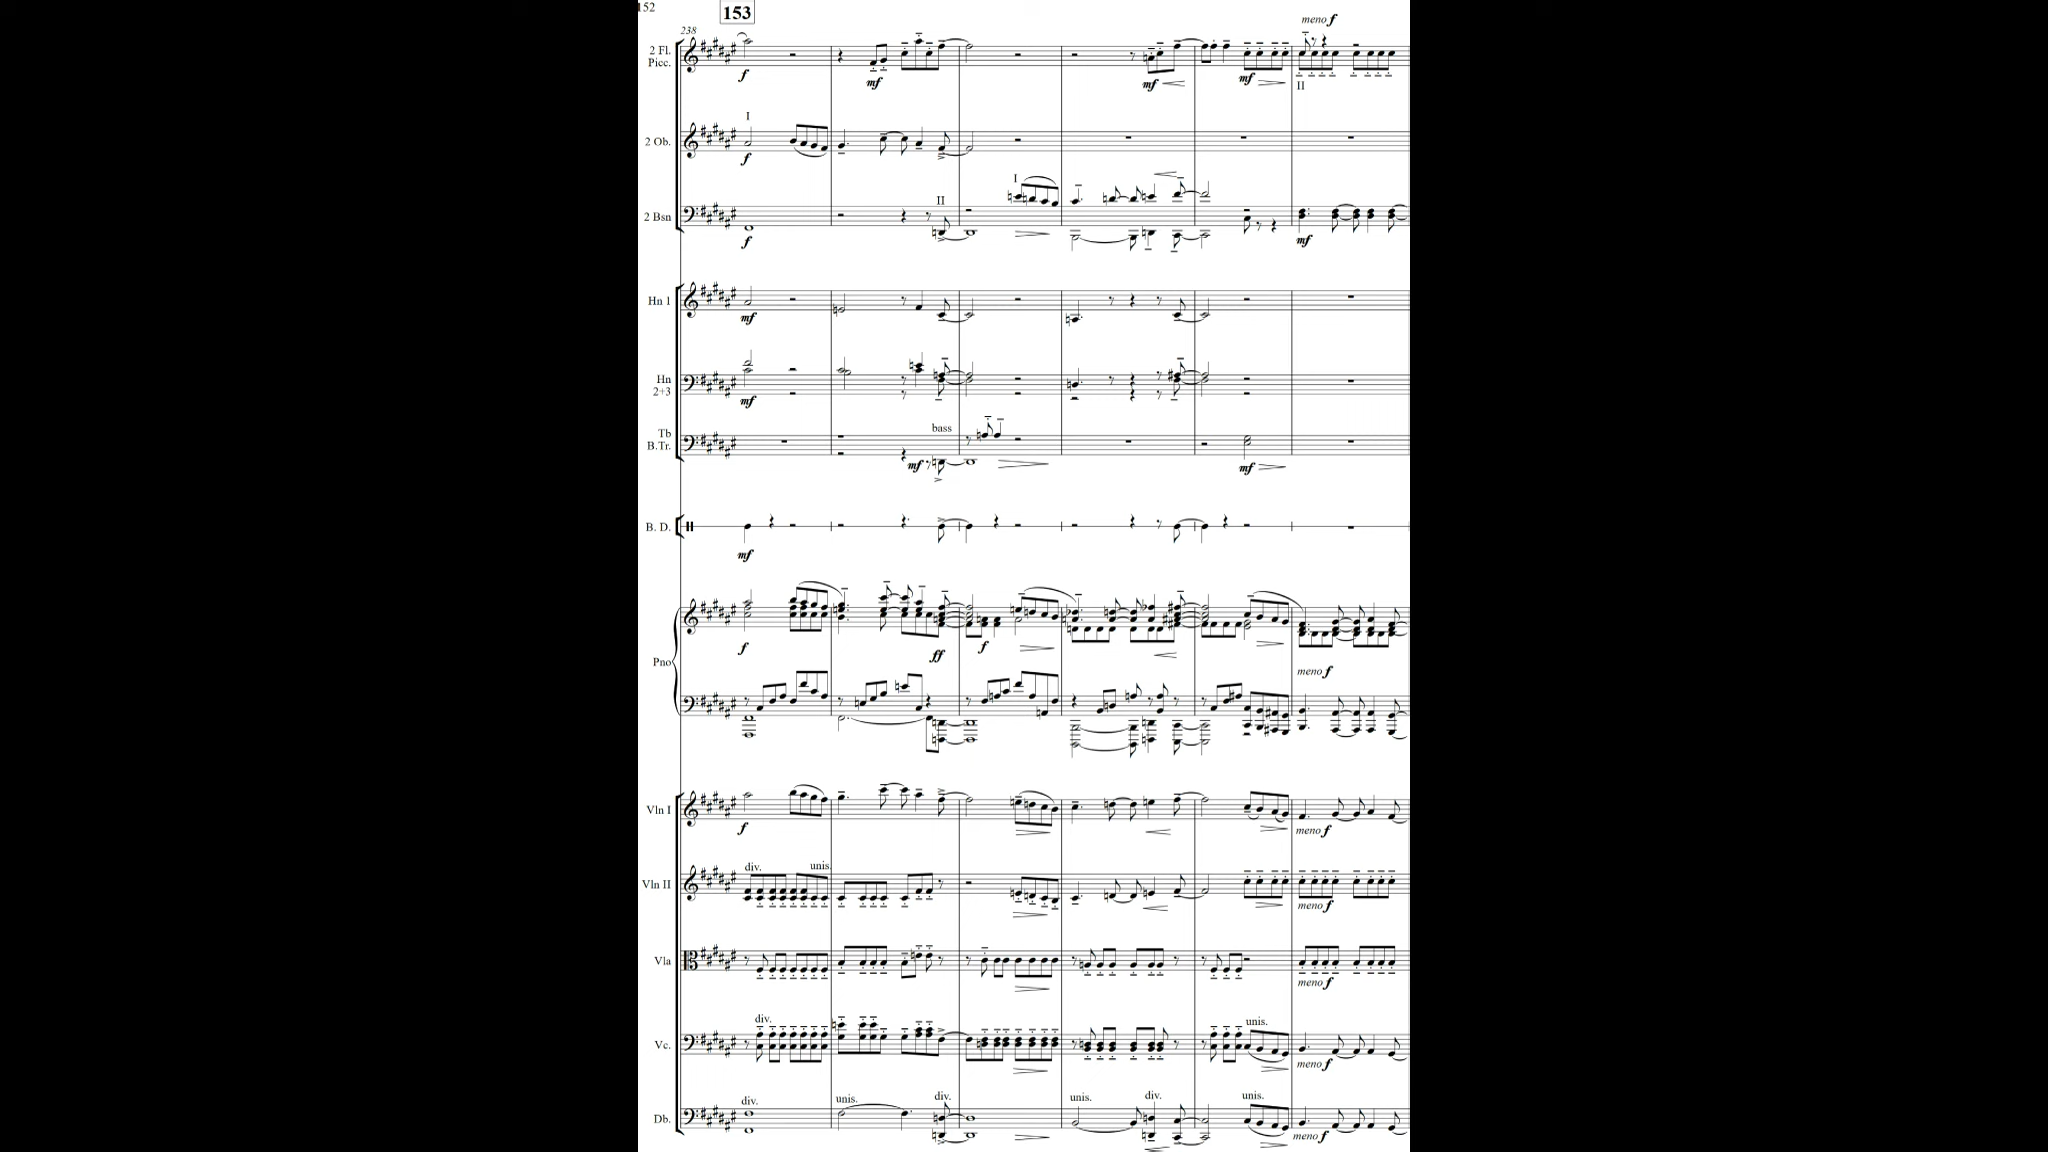 152
153
238
meno f
2 Fl.
Picc.
f
mf
mf
mf
II
I
2 Ob.
f
I
II
2 Bsn
f
mf
Hn 1
mf
Hn
2+3
mf
Tb
B.Tr.
bass
mf
mf
B. D.
mf
f
ff
f
Pno
meno f
Vln I
f
meno f
div.
unis.
Vln II
meno f
Vla
meno f
div.
unis.
Vc.
meno f
div.
unis.
div.
unis.
div.
unis.
Db.
meno f